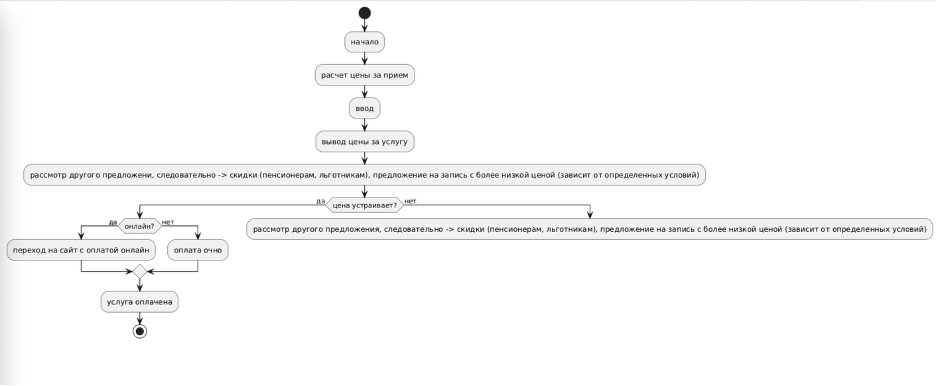 начало
расчет цены за прием
ввод
вывод цены за услугу
рассмотр другого предложени, следовательно -> скидки (пенсионерам, льготникам), предложение на запись с более низкой ценой (зависит от определенных условий)
да цена устраивает? нет
да онлайн? нет
рассмотр другого предложения, следовательно -> скидки (пенсионерам, льготникам), предложение на запись с более низкой ценой (зависит от определенных условий)
переход на сайт с оплатой онлайн
оплата очно
услуга оплачена